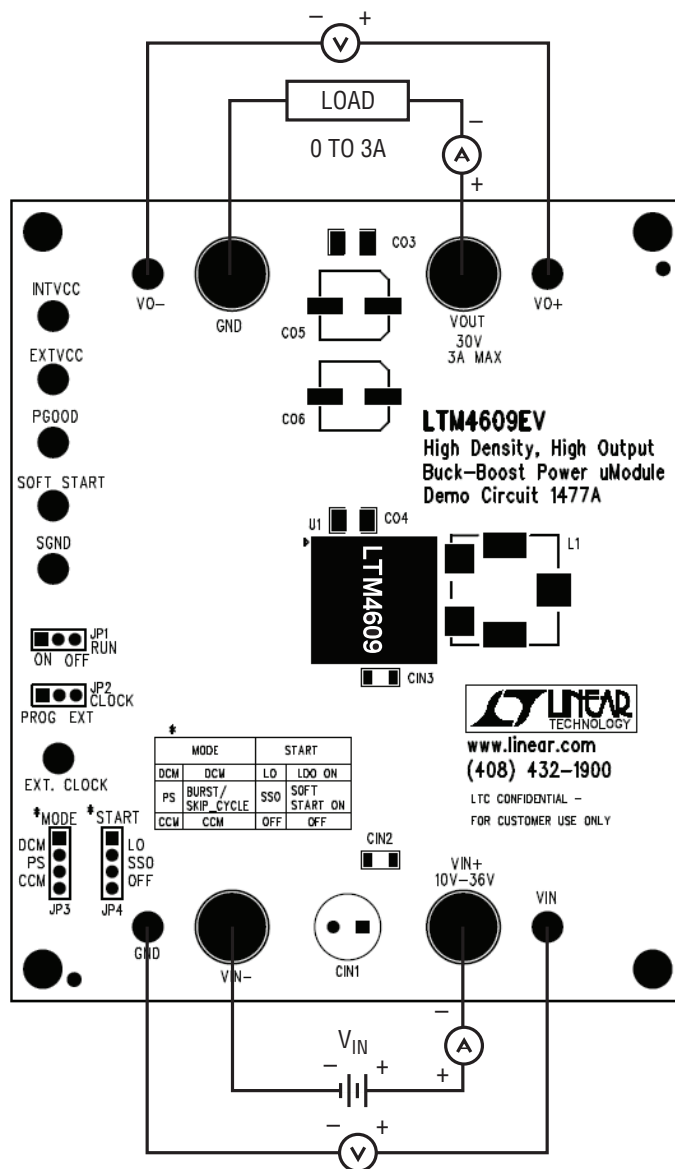 − +
V
LOAD
0 TO 3A
−
A
+
VO-
GND
CO3
CO5
CO6
VOUT
30V
3A MAX
VO+
INTVCC
EXTVCC
PGOOD
SOFT START
SGND
LTM4609EV
High Density, High Output
Buck-Boost Power uModule
Demo Circuit 1477A
U1
CO4
L1
LTM4609
CIN3
JP1
RUN
ON OFF
JP2
CLOCK
PROG EXT
EXT. CLOCK
LINEAR
TECHNOLOGY
www.linear.com
(408) 432-1900
LTC CONFIDENTIAL -
FOR CUSTOMER USE ONLY
*
MODE START
DCM DCM LO LDO ON
PS BURST/ SKIP_CYCLE SSO SOFT START ON
CCM CCM OFF OFF
*MODE
DCM
PS
CCM
JP3
*START
LO
SSO
OFF
JP4
CIN2
GND
VIN-
CIN1
VIN+
10V-36V
VIN
−
A
+
VIN
− +
− +
V